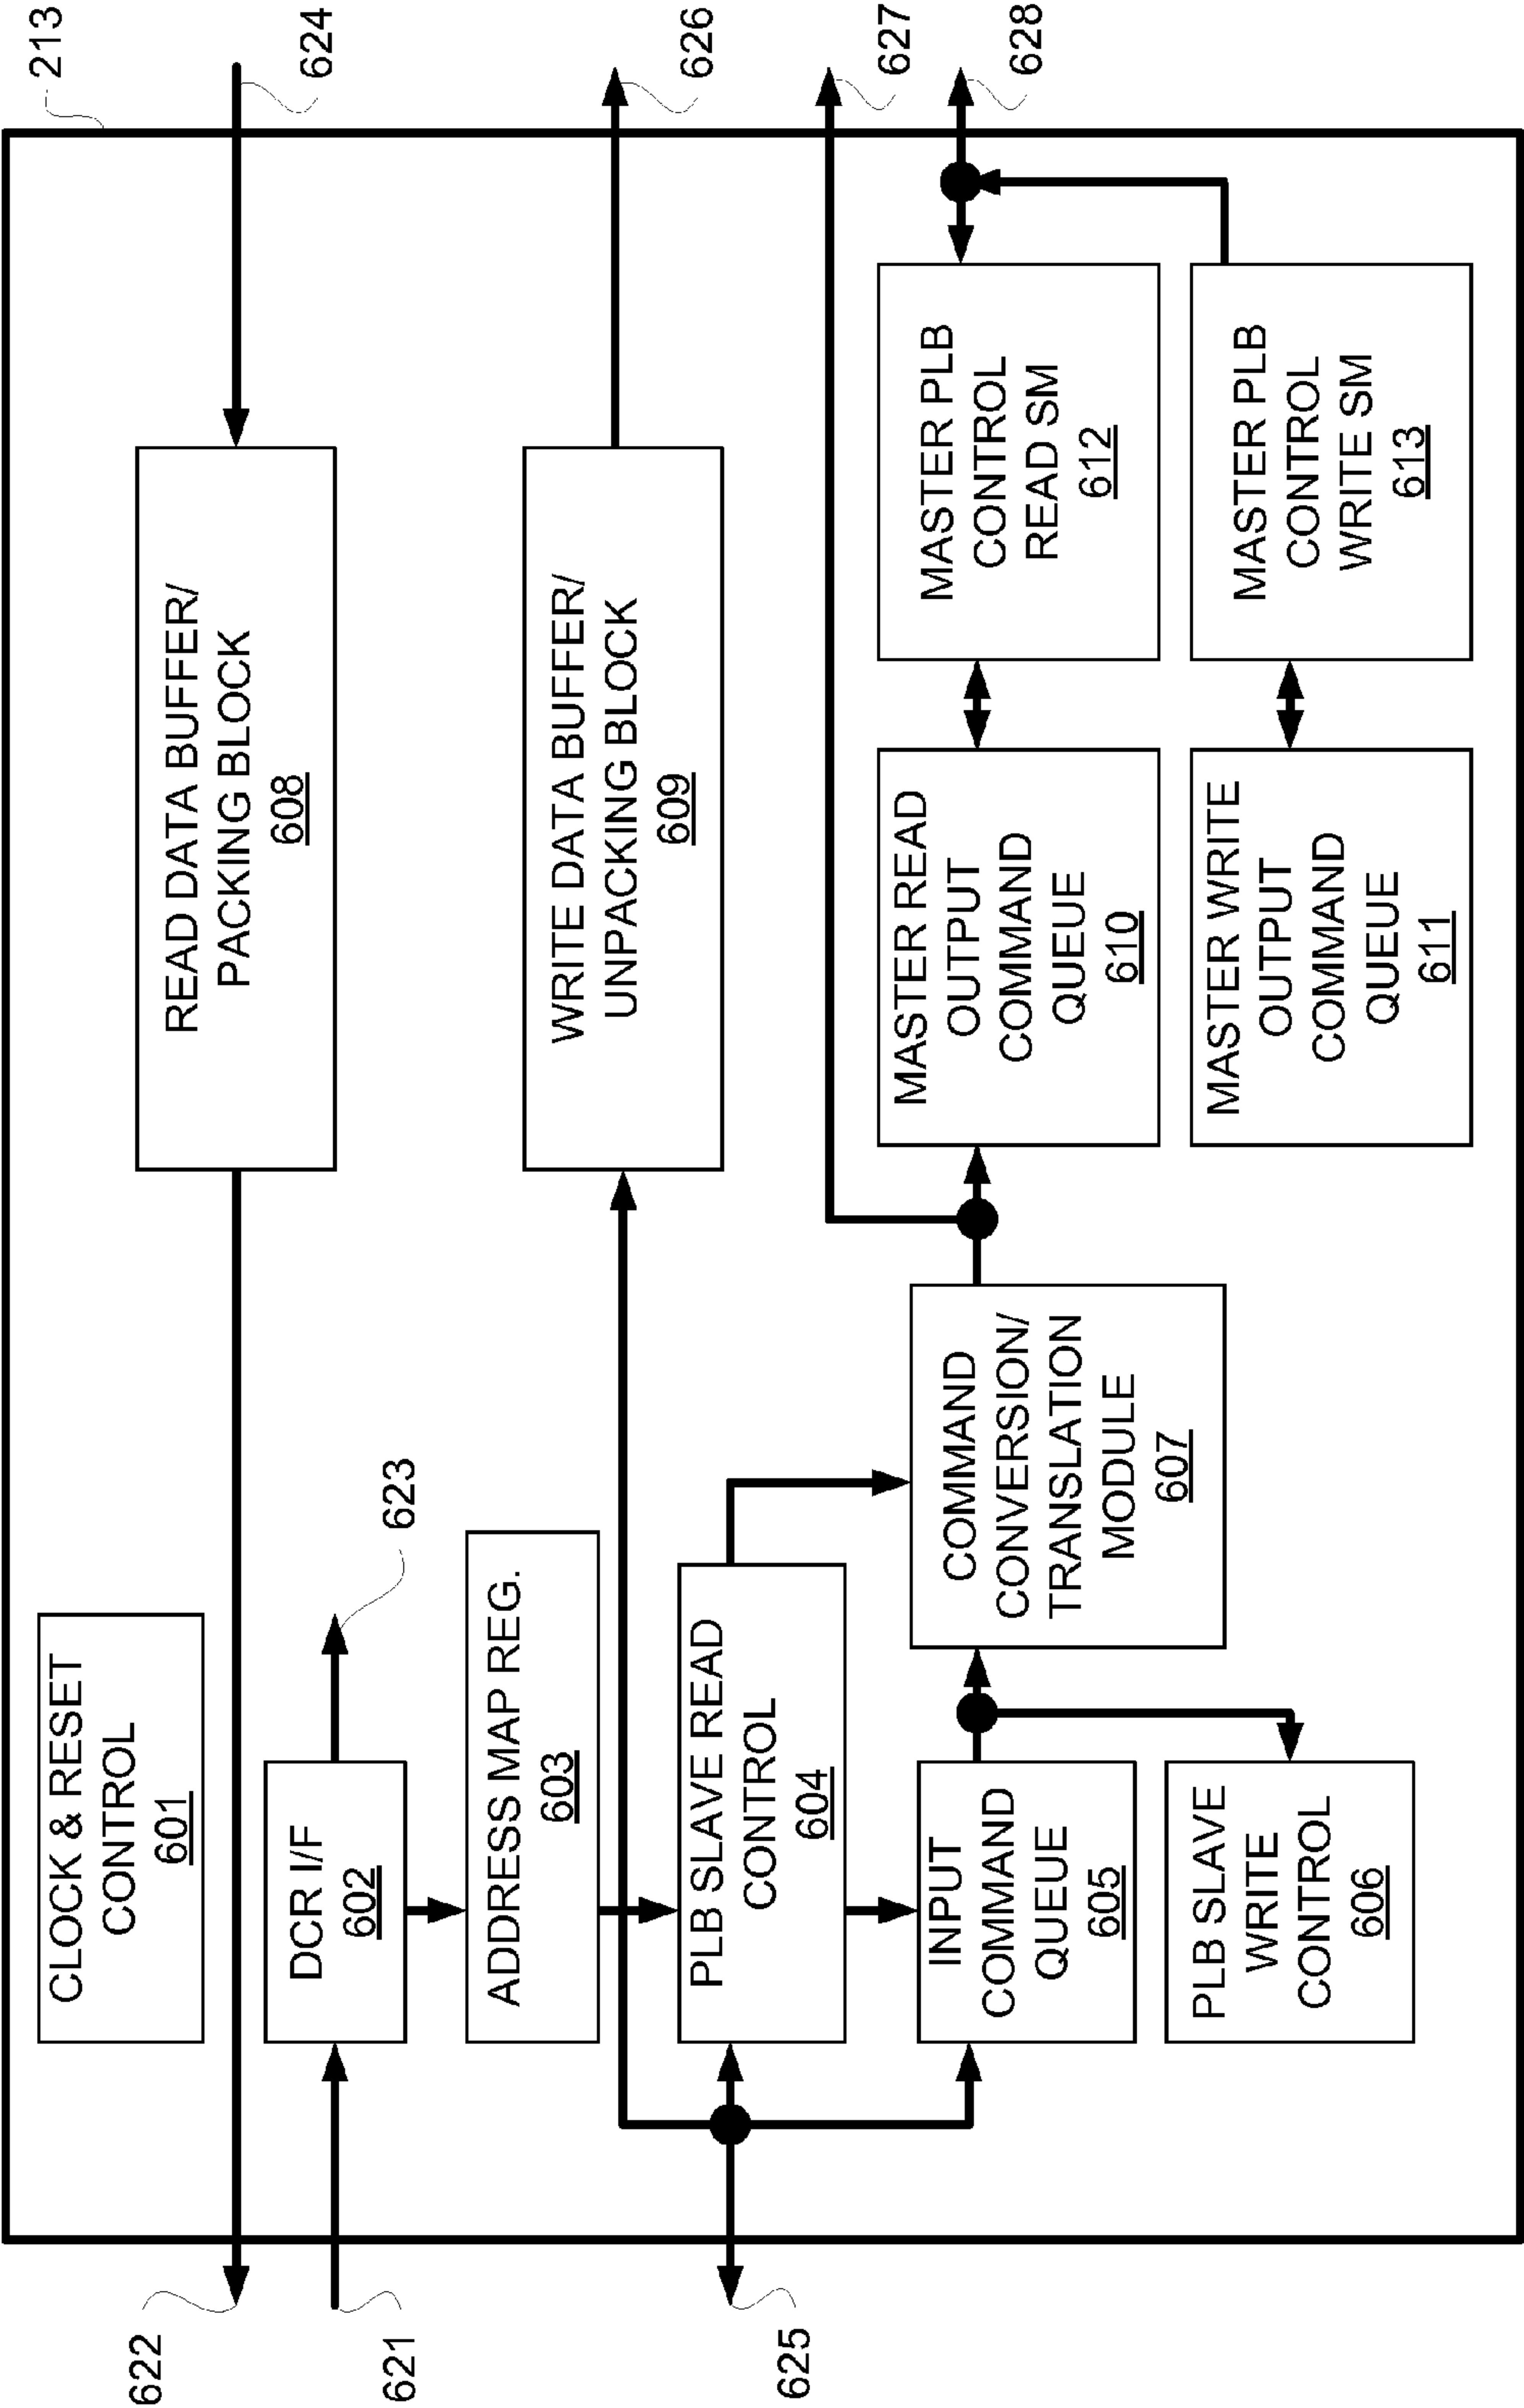 213
CLOCK & RESET
CONTROL
601
READ DATA BUFFER/
PACKING BLOCK
608
622
624
DCR I/F
602
621
623
ADDRESS MAP REG.
603
WRITE DATA BUFFER/
UNPACKING BLOCK
609
626
PLB SLAVE READ
CONTROL
604
625
627
INPUT
COMMAND
QUEUE
605
COMMAND
CONVERSION/
TRANSLATION
MODULE
607
MASTER READ
OUTPUT
COMMAND
QUEUE
610
MASTER PLB
CONTROL
READ SM
612
628
PLB SLAVE
WRITE
CONTROL
606
MASTER WRITE
OUTPUT
COMMAND
QUEUE
611
MASTER PLB
CONTROL
WRITE SM
613